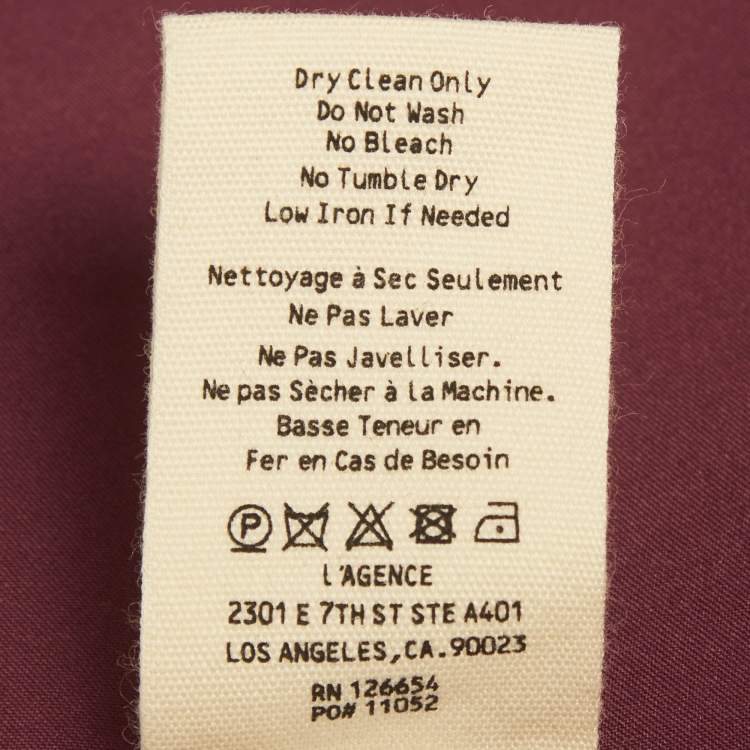 Dry Clean Only
Do Not Wash
No Bleach
No Tumble Dry
Low Iron If Needed
Nettoyage à Sec Seulement
Ne Pas Laver
Ne Pas Javelliser.
Ne pas Sècher à la Machine.
Basse Teneur en
Fer en Cas de Besoin
P
L'AGENCE
2301 E 7TH ST STE A401
LOS ANGELES,CA.90023
RN 126654
PO# 11052